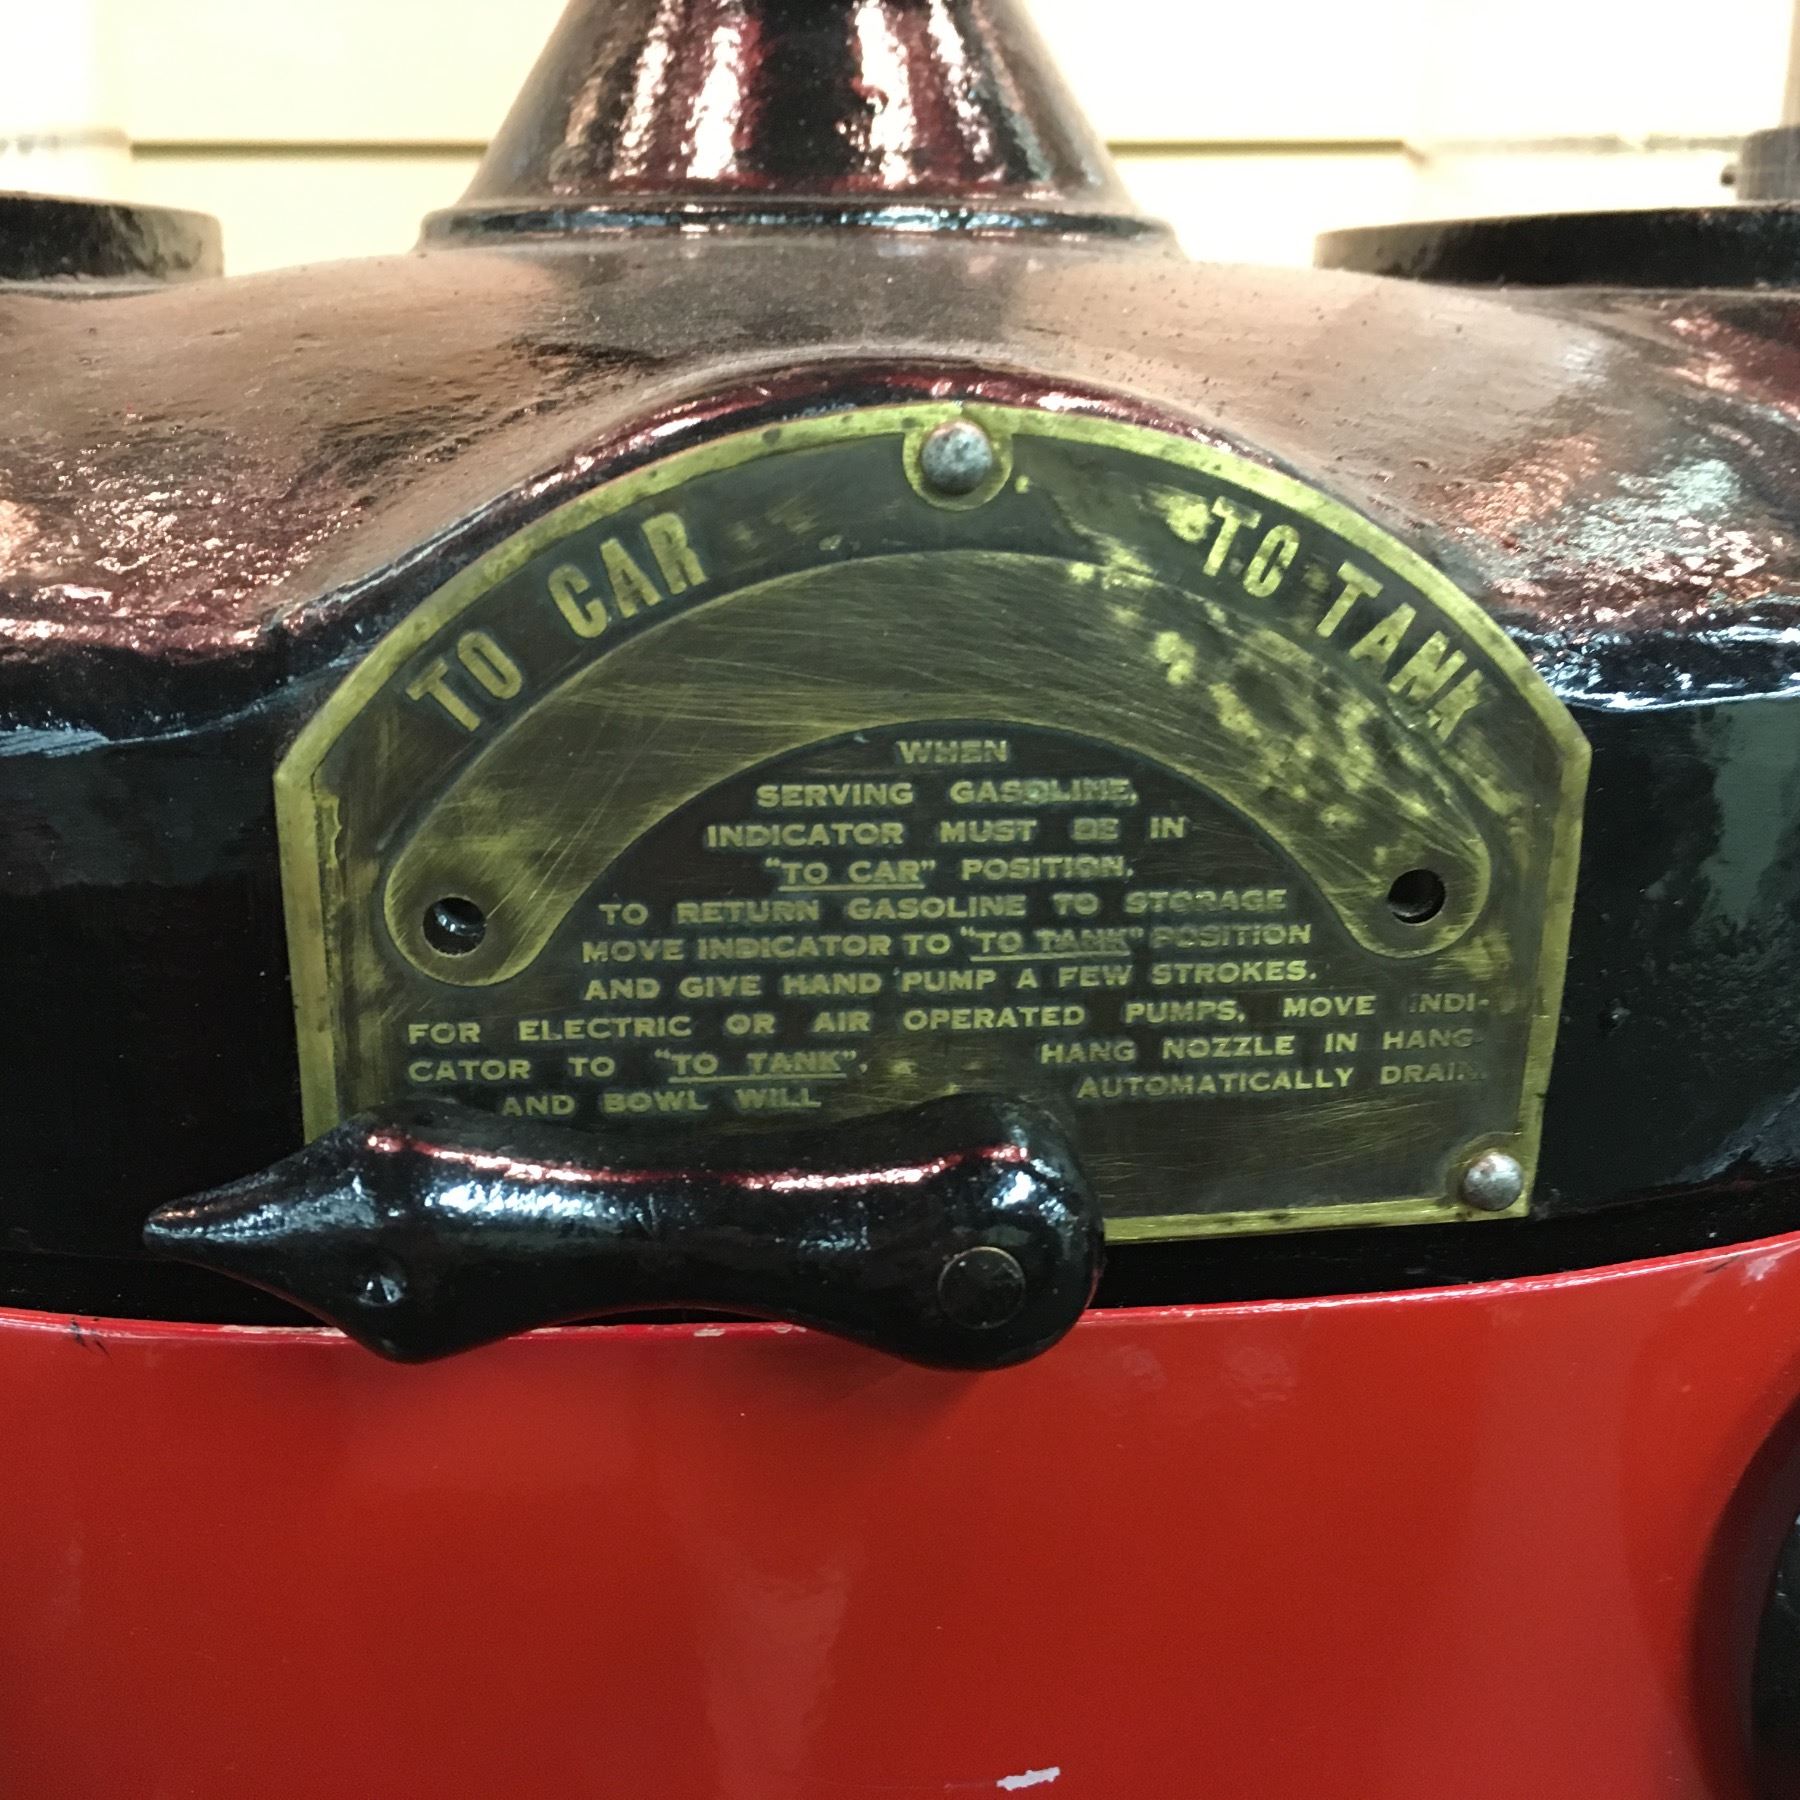 TO CAR TO TANK
WHEN
SERVING GASOLINE,
INDICATOR MUST BE IN
"TO CAR" POSITION.
TO RETURN GASOLINE TO STORAGE
MOVE INDICATOR TO "TO TANK" POSITION
AND GIVE HAND PUMP A FEW STROKES.
FOR ELECTRIC OR AIR OPERATED PUMPS, MOVE INDI-
CATOR TO "TO TANK", HANG NOZZLE IN HANG-
AND BOWL WILL AUTOMATICALLY DRAIN.